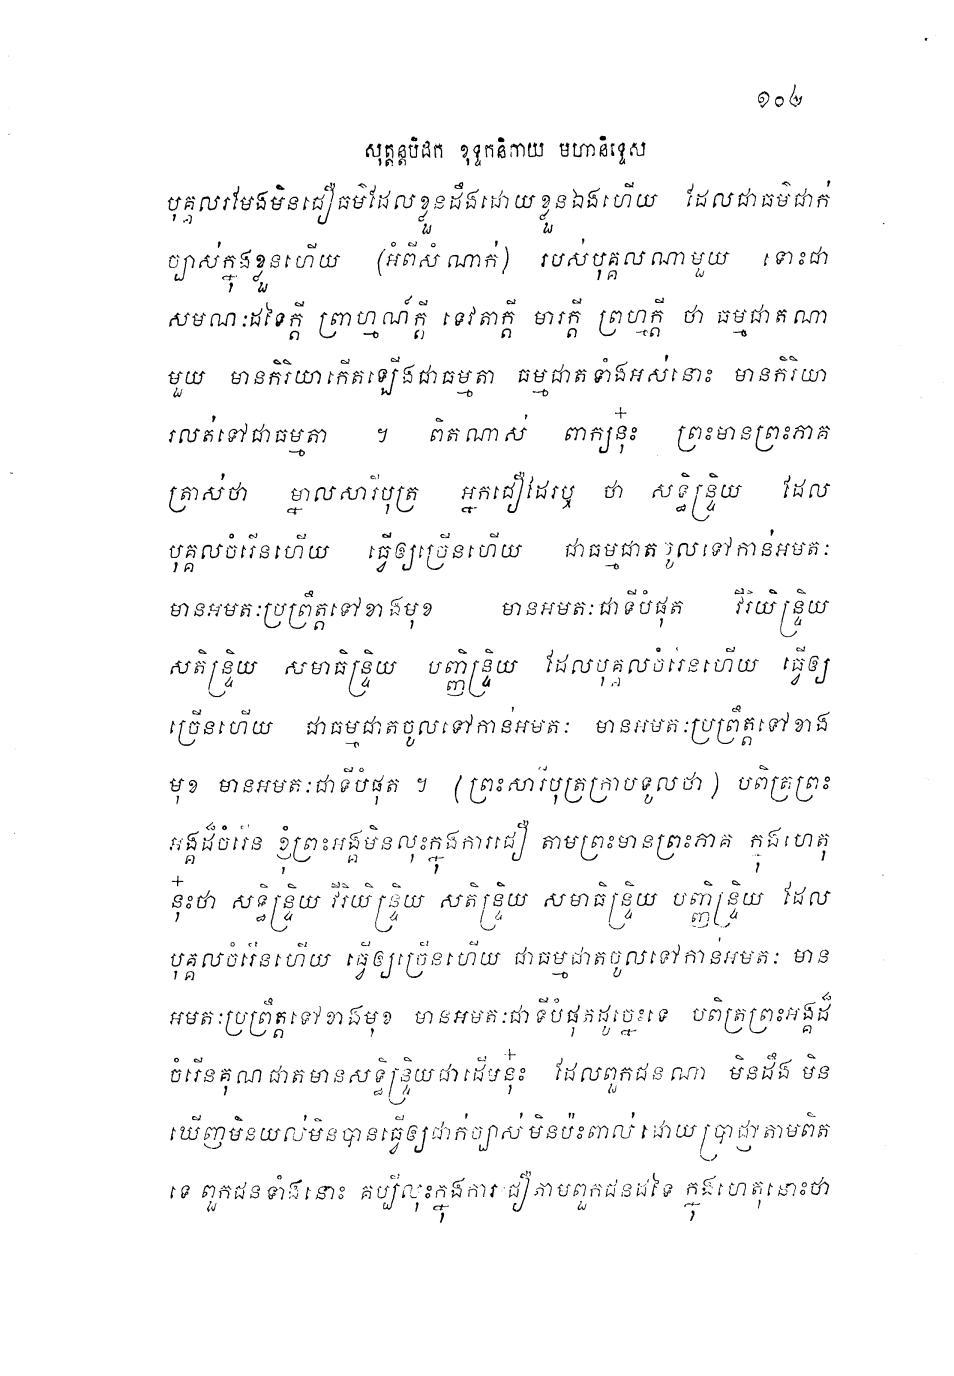 ១០៤
សុត្តន្តបិដក ខុទ្ទកនិកាយ មហានិទ្ទេស
បុគ្គលរមែងមិនជឿធម៌ដែលខ្លួនដឹងដោយខ្លួនឯងហើយ ដែលជាធម៌ជាក់
ច្បាស់ក្នុងខ្លួនហើយ (អំពីសំណាក់) របស់បុគ្គលណាមួយ ទោះជា
សមណៈដទៃក្តី ព្រាហ្មណ៍ក្តី ទេវតាក្តី មារក្តី ព្រហ្មក្តី ថា ធម្មជាតណា
មួយ មានកិរិយាកើតឡើងជាធម្មតា ធម្មជាតទាំងអស់នោះ មានកិរិយា
រលត់ទៅជាធម្មតា ។ ពិតណាស់ ពាក្យនុ៎ះ ព្រះមានព្រះភាគ
ត្រាស់ថា ម្នាលសារីបុត្រ អ្នកជឿដែរឬ ថា សទ្ធិន្ទ្រិយ ដែល
បុគ្គលចំរើនហើយ ធ្វើឲ្យច្រើនហើយ ជាធម្មជាតចូលទៅកាន់អមតៈ
មានអមតៈប្រព្រឹត្តទៅខាងមុខ មានអមតៈជាទីបំផុត វីរិយិន្ទ្រិយ
សតិន្ទ្រិយ សមាធិន្ទ្រិយ បញ្ញិន្ទ្រិយ ដែលបុគ្គលចំរើនហើយ ធ្វើឲ្យ
ច្រើនហើយ ជាធម្មជាតចូលទៅកាន់អមតៈ មានអមតៈប្រព្រឹត្តទៅខាង
មុខ មានអមតៈជាទីបំផុត ។ (ព្រះសារីបុត្រក្រាបទូលថា) បពិត្រព្រះ
អង្គដ៏ចំរើន ខ្ញុំព្រះអង្គមិនលុះក្នុងការជឿ តាមព្រះមានព្រះភាគ ក្នុងហេតុ
នុ៎ះថា សទ្ធិន្ទ្រិយ វីរិយិន្ទ្រិយ សតិន្ទ្រិយ សមាធិន្ទ្រិយ បញ្ញិន្ទ្រិយ ដែល
បុគ្គលចំរើនហើយ ធ្វើឲ្យច្រើនហើយ ជាធម្មជាតចូលទៅកាន់អមតៈ មាន
អមតៈប្រព្រឹត្តទៅខាងមុខ មានអមតៈជាទីបំផុតដូច្នេះទេ បពិត្រព្រះអង្គដ៏
ចំរើនគុណជាតមានសទ្ធិន្ទ្រិយជាដើមនុ៎ះ ដែលពួកជនណា មិនដឹង មិន
ឃើញមិនយល់មិនបានធ្វើឲ្យជាក់ច្បាស់មិនប៉ះពាល់ដោយប្រាជ្ញាតាមពិត
ទេ ពួកជនទាំងនោះ គប្បីលុះក្នុងការជឿតាមពួកជនដទៃ ក្នុងហេតុនោះថា